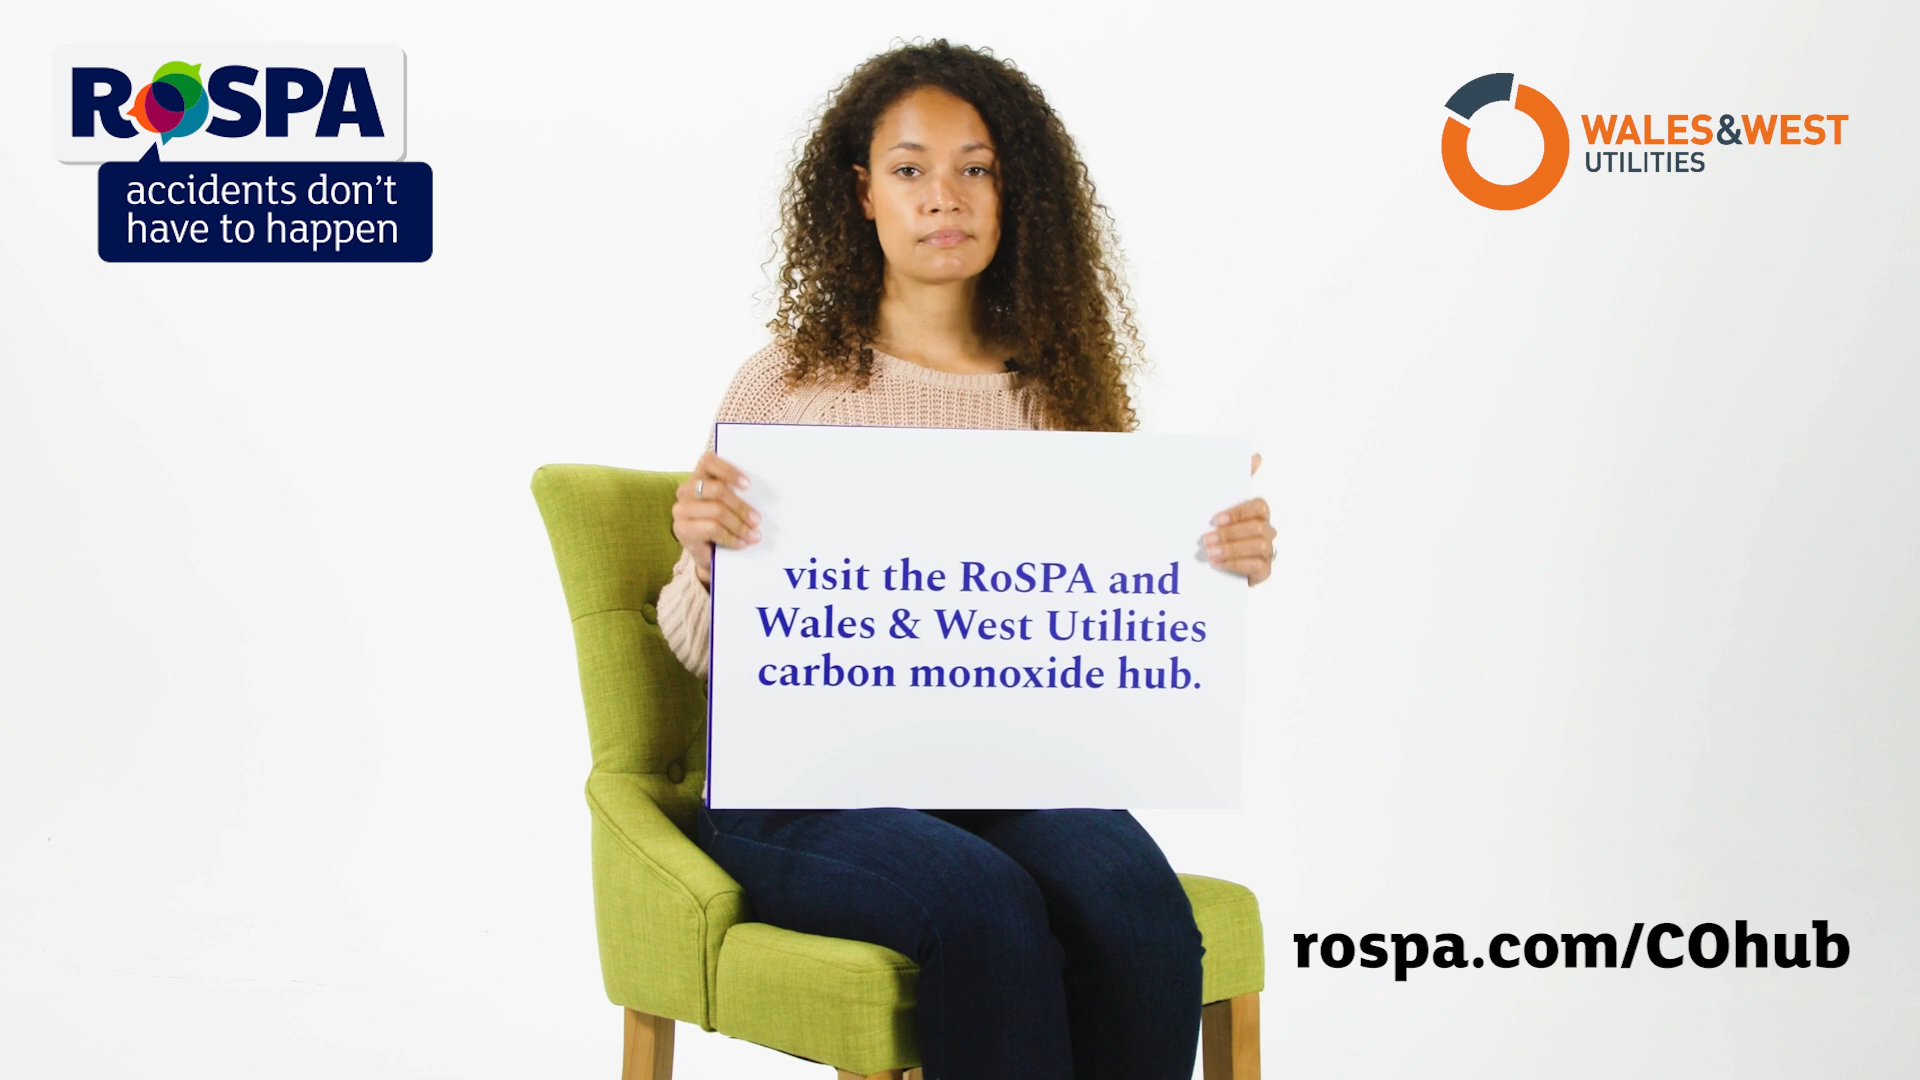 RoSPA
accidents don't
have to happen
WALES&WEST
UTILITIES
visit the RoSPA and
Wales & West Utilities
carbon monoxide hub.
rospa.com/COhub